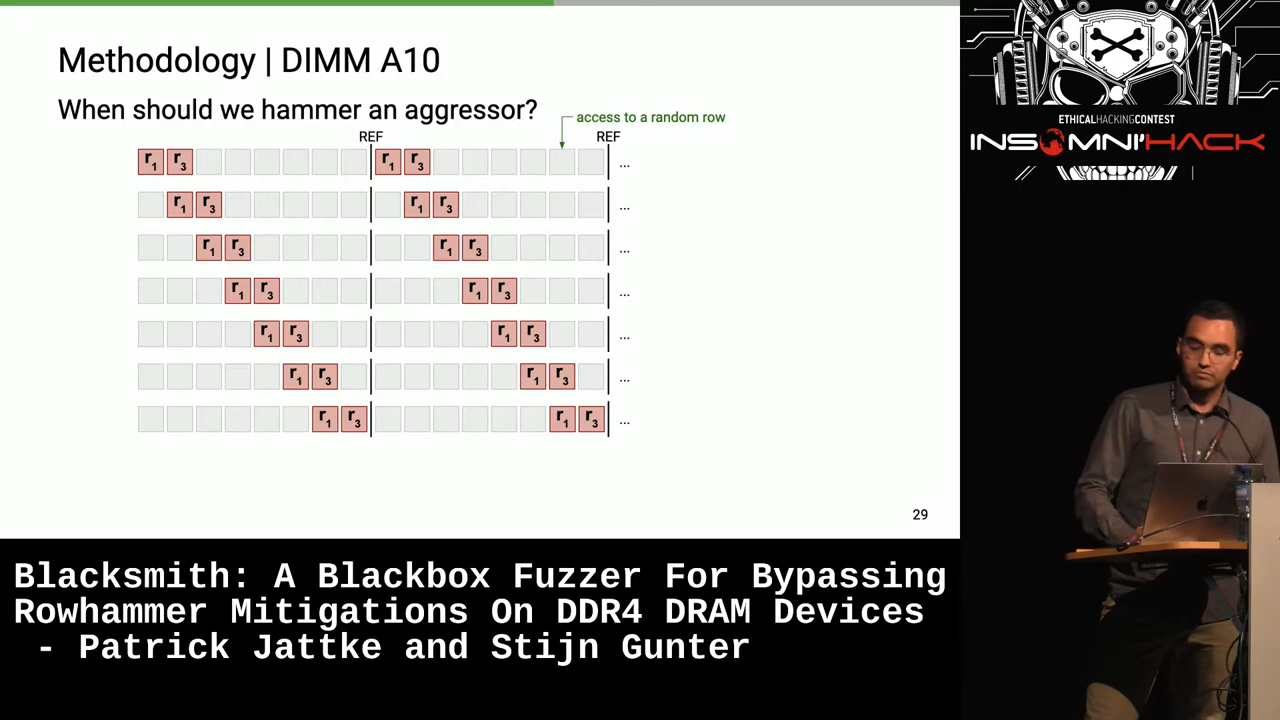 Methodology | DIMM A10
When should we hammer an aggressor?
access to a random row
REF REF
r1 r3 r1 r3 ...
r1 r3 r1 r3 ...
r1 r3 r1 r3 ...
r1 r3 r1 r3 ...
r1 r3 r1 r3 ...
r1 r3 r1 r3 ...
r1 r3 r1 r3 ...
29
ETHICALHACKINGCONTEST
INSOMNI'HACK
Blacksmith: A Blackbox Fuzzer For Bypassing
Rowhammer Mitigations On DDR4 DRAM Devices
- Patrick Jattke and Stijn Gunter